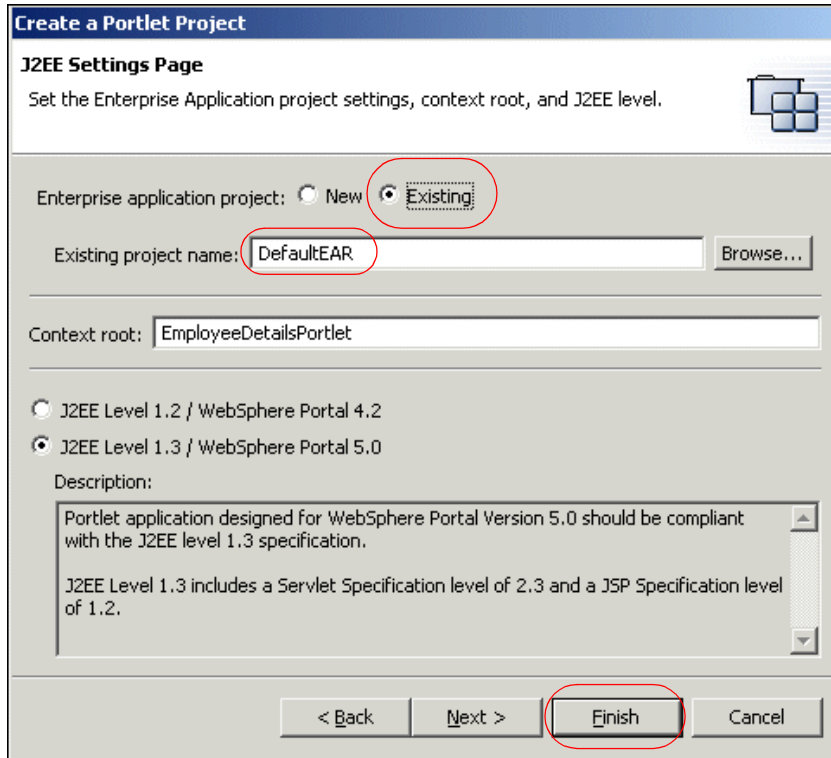 Create a Portlet Project
J2EE Settings Page
Set the Enterprise Application project settings, context root, and J2EE level.
Enterprise application project: New Existing
Existing project name: DefaultEAR Browse...
Context root: EmployeeDetailsPortlet
J2EE Level 1.2 / WebSphere Portal 4.2
J2EE Level 1.3 / WebSphere Portal 5.0
Description:
Portlet application designed for WebSphere Portal Version 5.0 should be compliant
with the J2EE level 1.3 specification.
J2EE Level 1.3 includes a Servlet Specification level of 2.3 and a JSP Specification level
of 1.2.
< Back Next > Finish Cancel